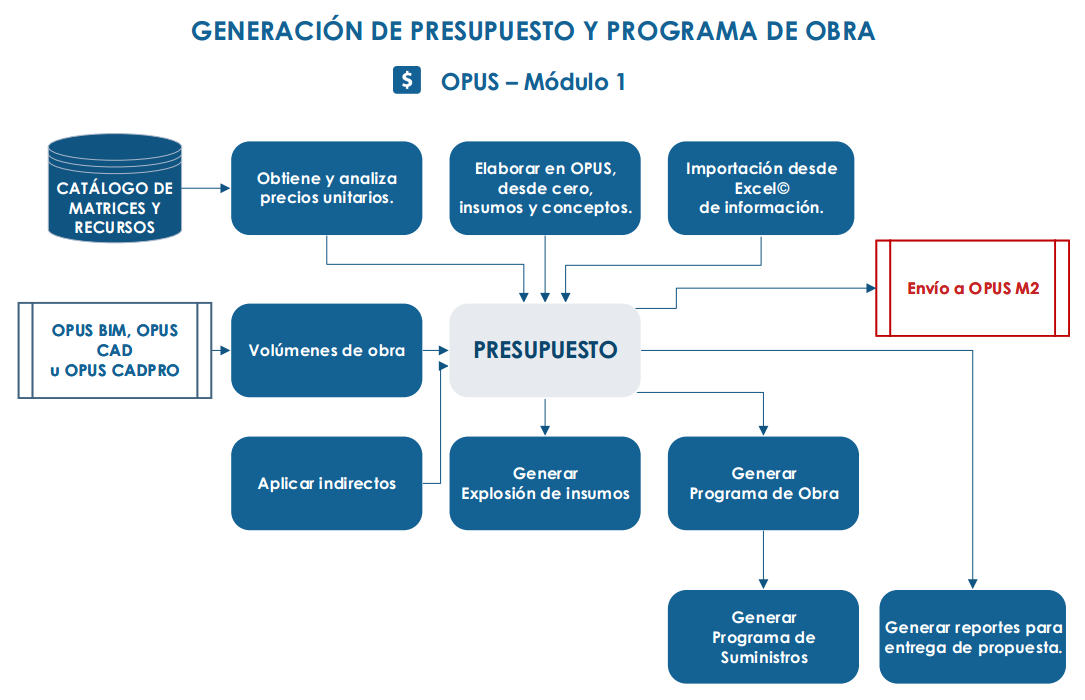 GENERACIÓN DE PRESUPUESTO Y PROGRAMA DE OBRA
$ OPUS – Módulo 1
CATÁLOGO DE
MATRICES Y
RECURSOS
Obtiene y analiza
precios unitarios.
Elaborar en OPUS,
desde cero,
insumos y conceptos.
Importación desde
Excel©
de información.
Envío a OPUS M2
OPUS BIM, OPUS
CAD
u OPUS CADPRO
Volúmenes de obra
PRESUPUESTO
Aplicar indirectos
Generar
Explosión de insumos
Generar
Programa de Obra
Generar
Programa de
Suministros
Generar reportes para
entrega de propuesta.